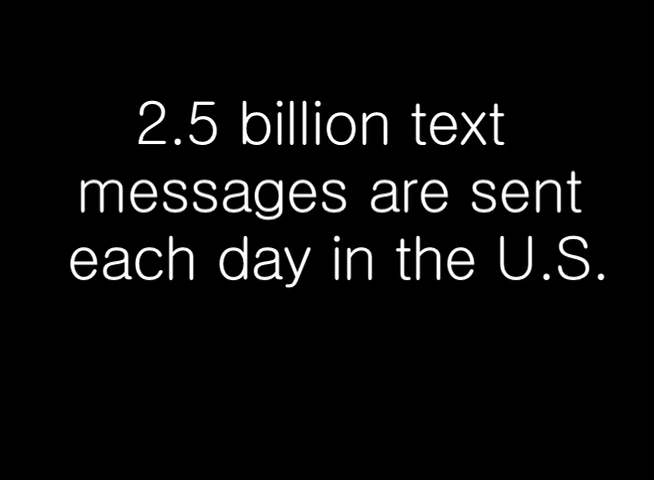 2.5 billion text
messages are sent
each day in the U.S.